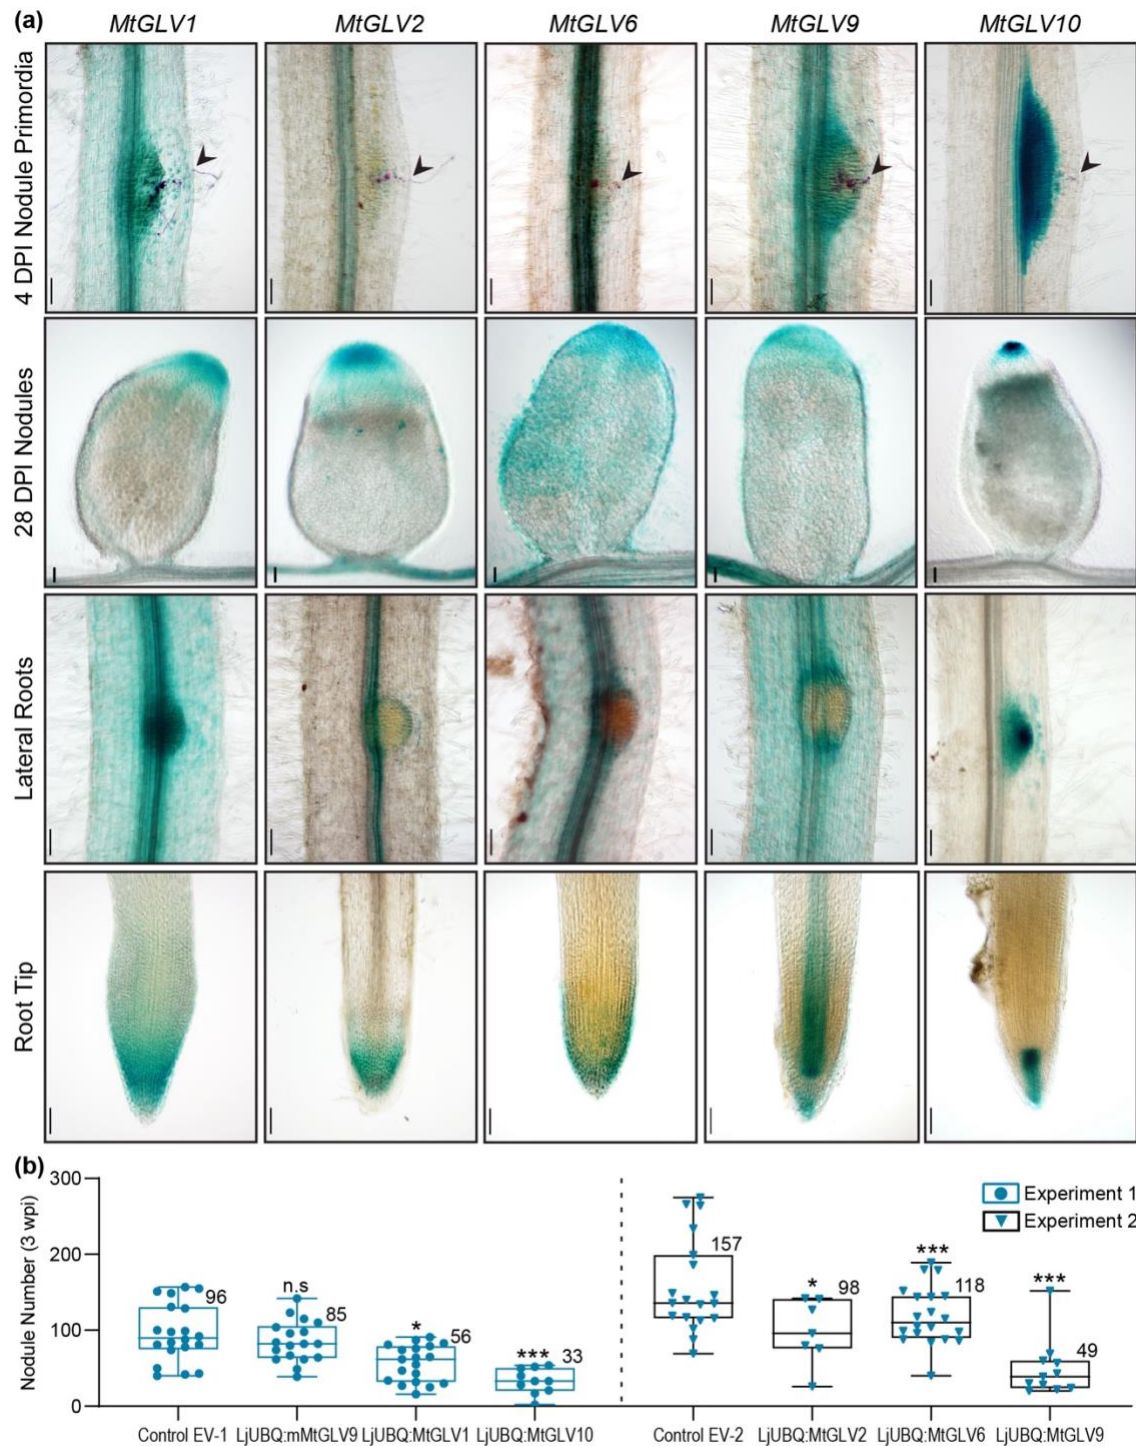 (a)
MtGLV1 MtGLV2 MtGLV6 MtGLV9 MtGLV10
4 DPI Nodule Primordia
28 DPI Nodules
Lateral Roots
Root Tip
(b)
Nodule Number (3 wpi)
300
200
100
0
96
n.s
85
*
56
***
33
157
*
98
***
118
***
49
Experiment 1
Experiment 2
Control EV-1 LjUBQ:mMtGLV9 LjUBQ:MtGLV1 LjUBQ:MtGLV10 Control EV-2 LjUBQ:MtGLV2 LjUBQ:MtGLV6 LjUBQ:MtGLV9